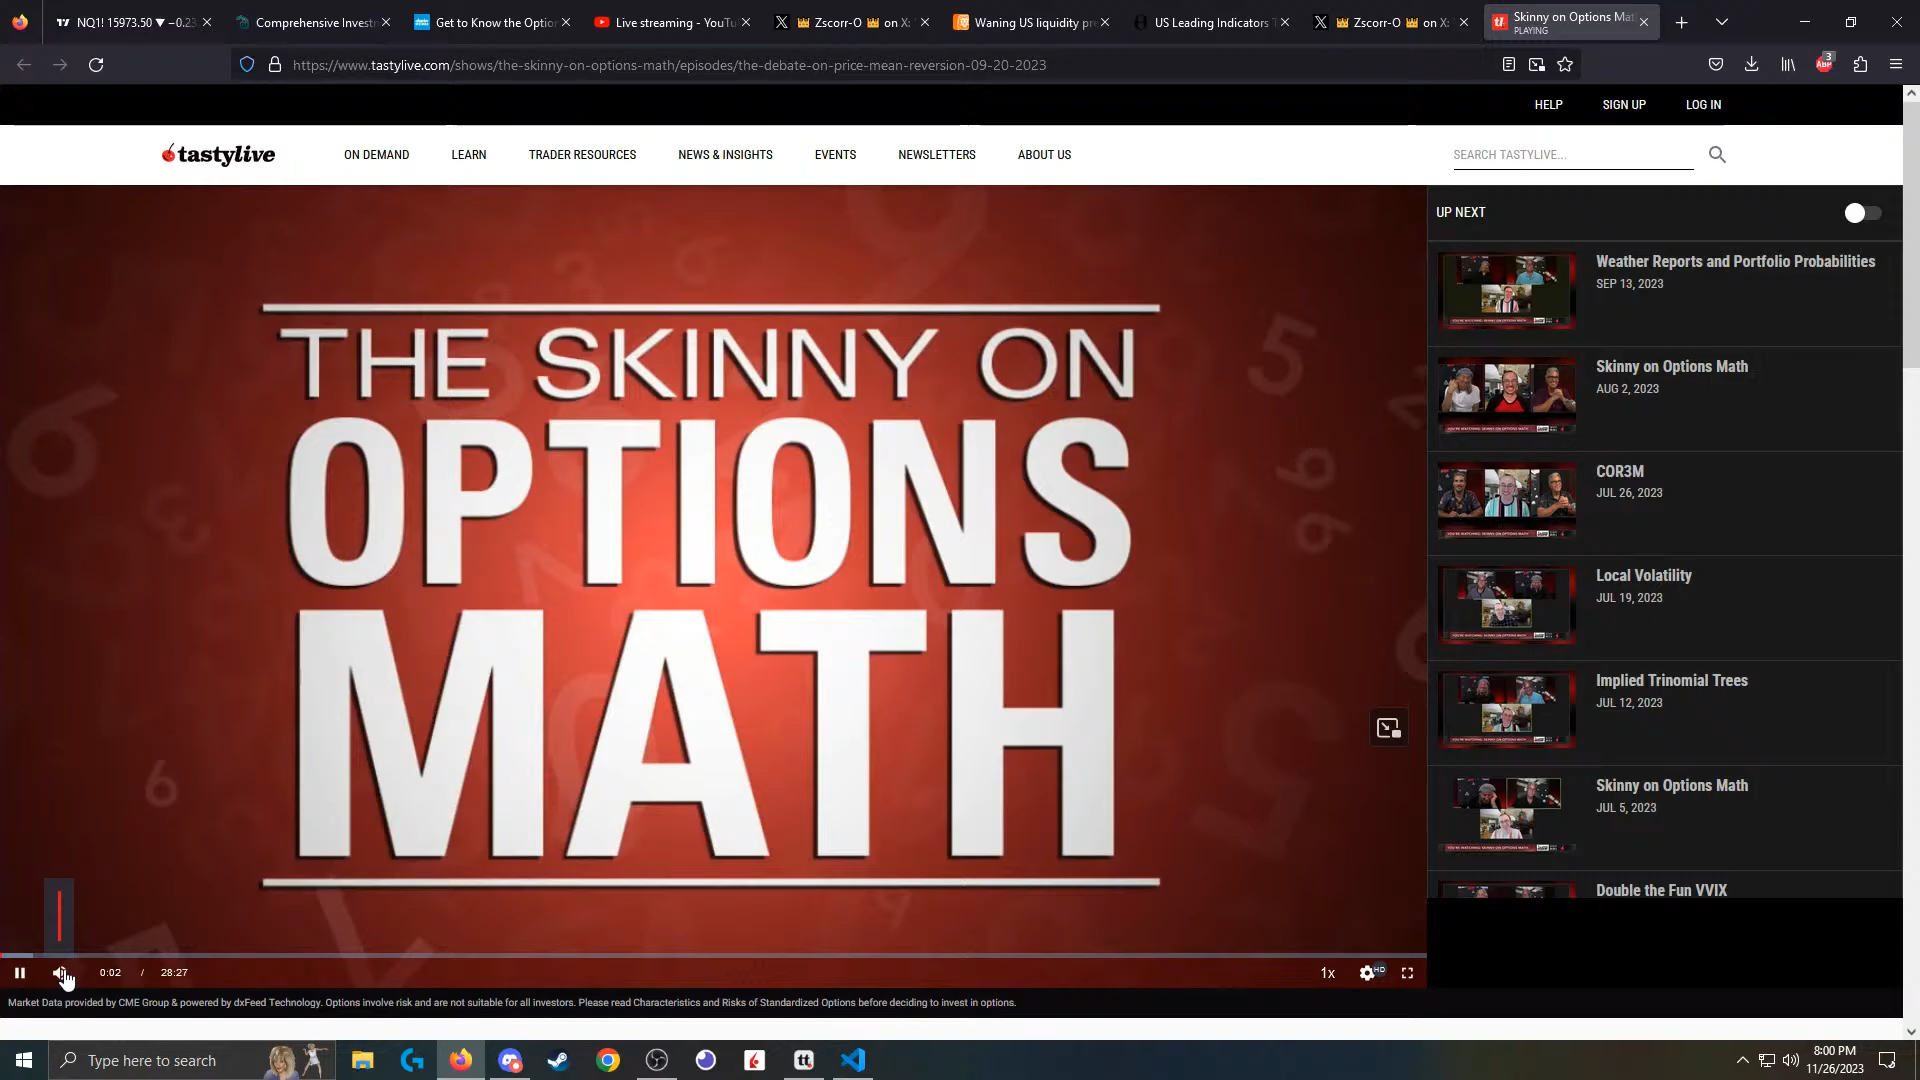 NQ1! 15973.50 ▼ −0.23
Comprehensive Investm
Get to Know the Option
Live streaming - YouTu
Zscorr-O 👑 on X:
Waning US liquidity pr
US Leading Indicators T
👑 Zscorr-O 👑 on X:
Skinny on Options Mat
PLAYING
https://www.tastylive.com/shows/the-skinny-on-options-math/episodes/the-debate-on-price-mean-reversion-09-20-2023
3
ABP
HELP SIGN UP LOG IN
tastylive ON DEMAND LEARN TRADER RESOURCES NEWS & INSIGHTS EVENTS NEWSLETTERS ABOUT US SEARCH TASTYLIVE...
THE SKINNY ON
OPTIONS
MATH
UP NEXT
Weather Reports and Portfolio Probabilities
SEP 13, 2023
Skinny on Options Math
AUG 2, 2023
COR3M
JUL 26, 2023
Local Volatility
JUL 19, 2023
Implied Trinomial Trees
JUL 12, 2023
Skinny on Options Math
JUL 5, 2023
Double the Fun VVIX
0:02 / 28:27 1x HD
Market Data provided by CME Group & powered by dxFeed Technology. Options involve risk and are not suitable for all investors. Please read Characteristics and Risks of Standardized Options before deciding to invest in options.
Type here to search
tt
8:00 PM
11/26/2023